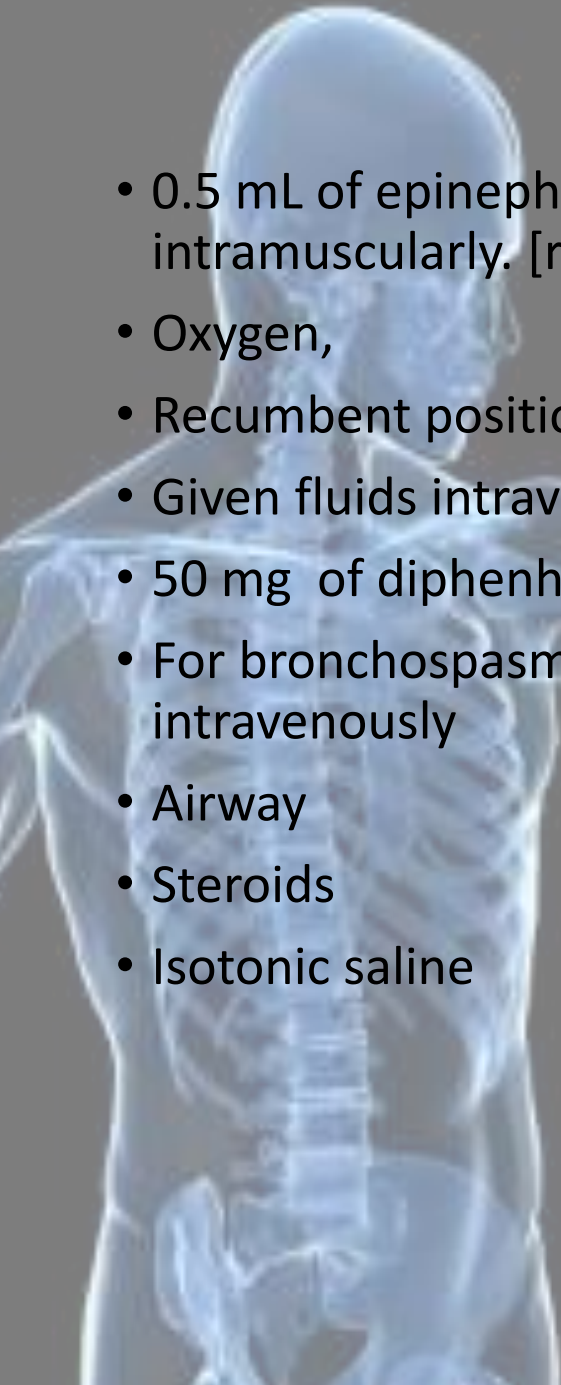 • 0.5 mL of epineph
intramuscularly. [r
• Oxygen,
• Recumbent positio
• Given fluids intrav
• 50 mg  of diphenh
• For bronchospasm
intravenously
• Airway
• Steroids
• Isotonic saline